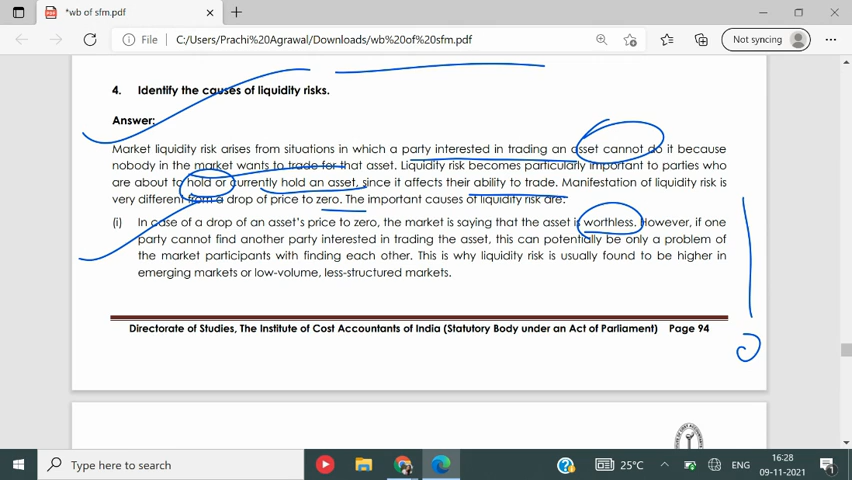 *wb of sfm.pdf
File
C:/Users/Prachi%20Agrawal/Downloads/wb%20of%20sfm.pdf
Not syncing
4. Identify the causes of liquidity risks.
Answer:
Market liquidity risk arises from situations in which a party interested in trading an asset cannot do it because
nobody in the market wants to trade for that asset. Liquidity risk becomes particularly important to parties who
are about to hold or currently hold an asset, since it affects their ability to trade. Manifestation of liquidity risk is
very different from a drop of price to zero. The important causes of liquidity risk are:
(i) In case of a drop of an asset's price to zero, the market is saying that the asset is worthless. However, if one
party cannot find another party interested in trading the asset, this can potentially be only a problem of
the market participants with finding each other. This is why liquidity risk is usually found to be higher in
emerging markets or low-volume, less-structured markets.
Directorate of Studies, The Institute of Cost Accountants of India (Statutory Body under an Act of Parliament) Page 94
Type here to search
25°C
ENG
16:28
09-11-2021